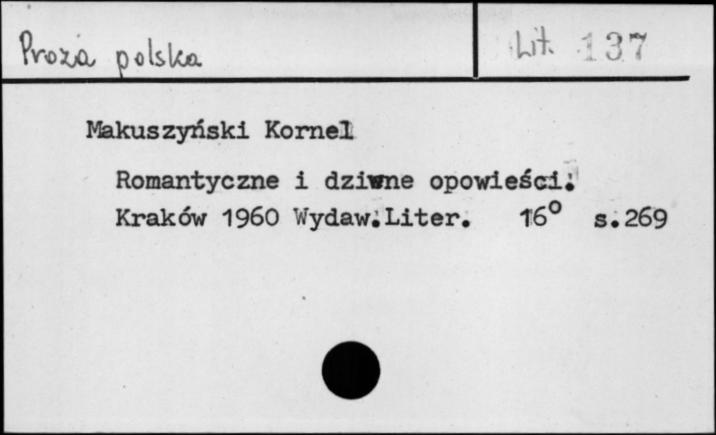 Proza polska
Lit. 137
Makuszyński Kornel
Romantyczne i dziwne opowieści.
Kraków 1960 Wydaw.Liter. 16° s.269